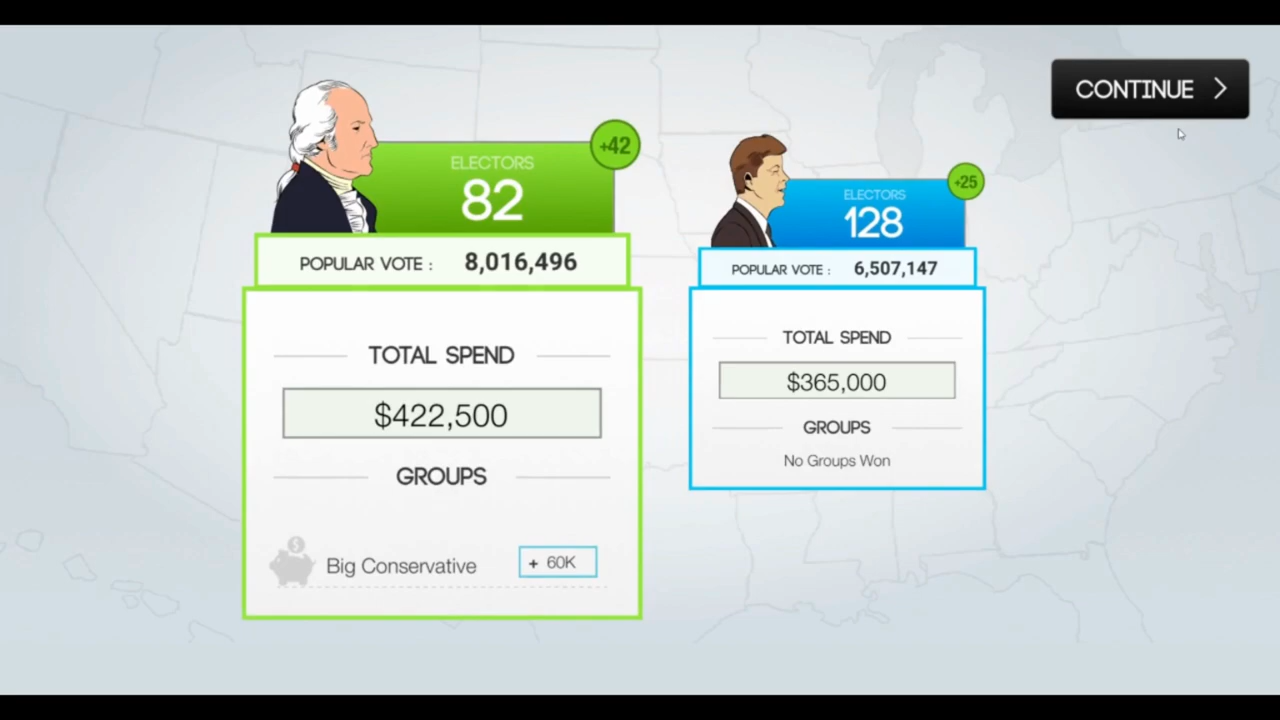 CONTINUE
+42
ELECTORS
82
POPULAR VOTE : 8,016,496
TOTAL SPEND
$422,500
GROUPS
$
Big Conservative + 60K
+25
ELECTORS
128
POPULAR VOTE : 6,507,147
TOTAL SPEND
$365,000
GROUPS
No Groups Won